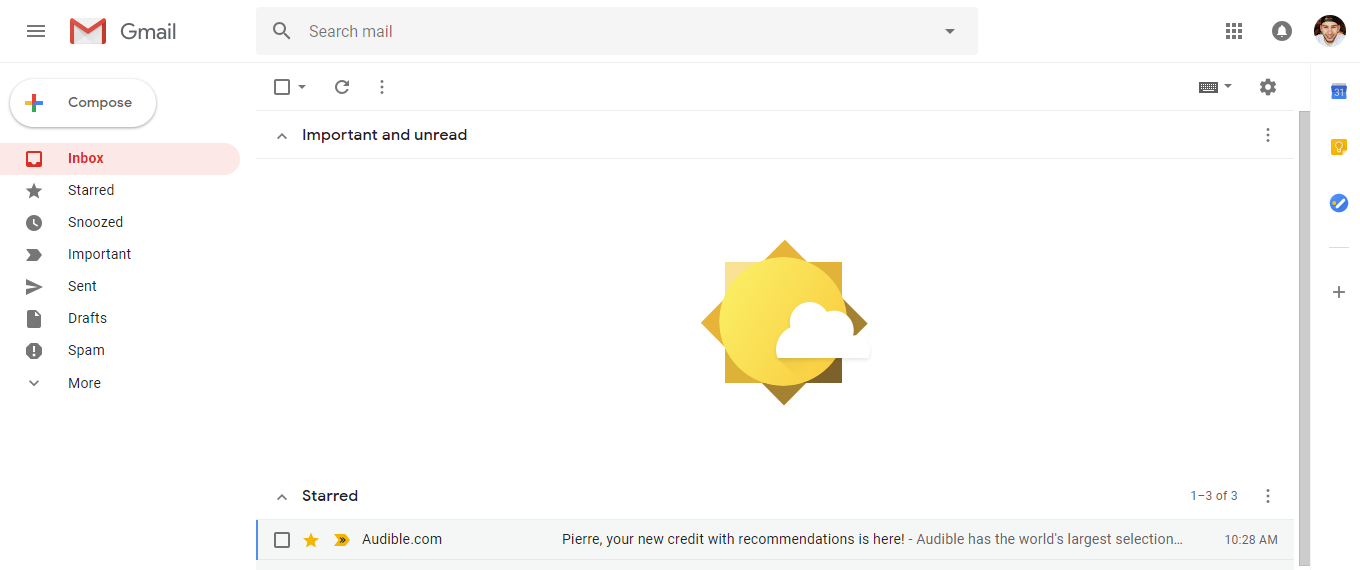 Gmail
Search mail
Compose
Inbox
Starred
Snoozed
Important
Sent
Drafts
Spam
More
Important and unread
Starred
1–3 of 3
Audible.com
Pierre, your new credit with recommendations is here! - Audible has the world's largest selection…
10:28 AM
31